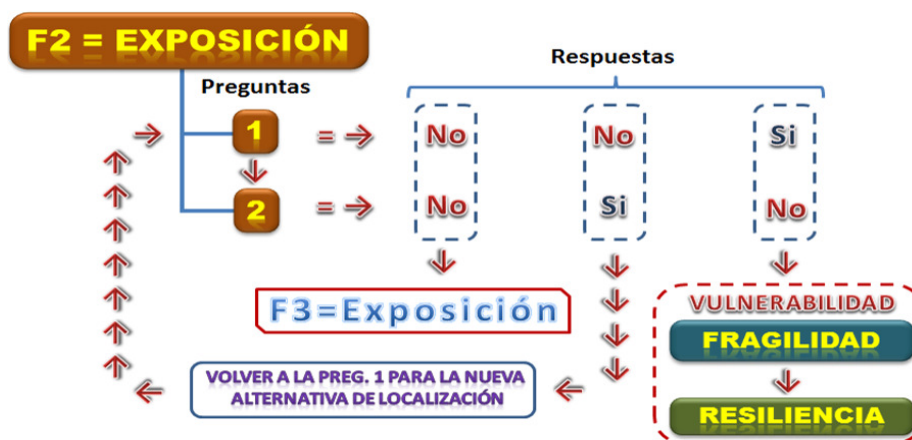 F2 = EXPOSICIÓN
Preguntas
Respuestas
1 = No No Si
2 = No Si No
F3=Exposición
VULNERABILIDAD
FRAGILIDAD
VOLVER A LA PREG. 1 PARA LA NUEVA
ALTERNATIVA DE LOCALIZACIÓN
RESILIENCIA